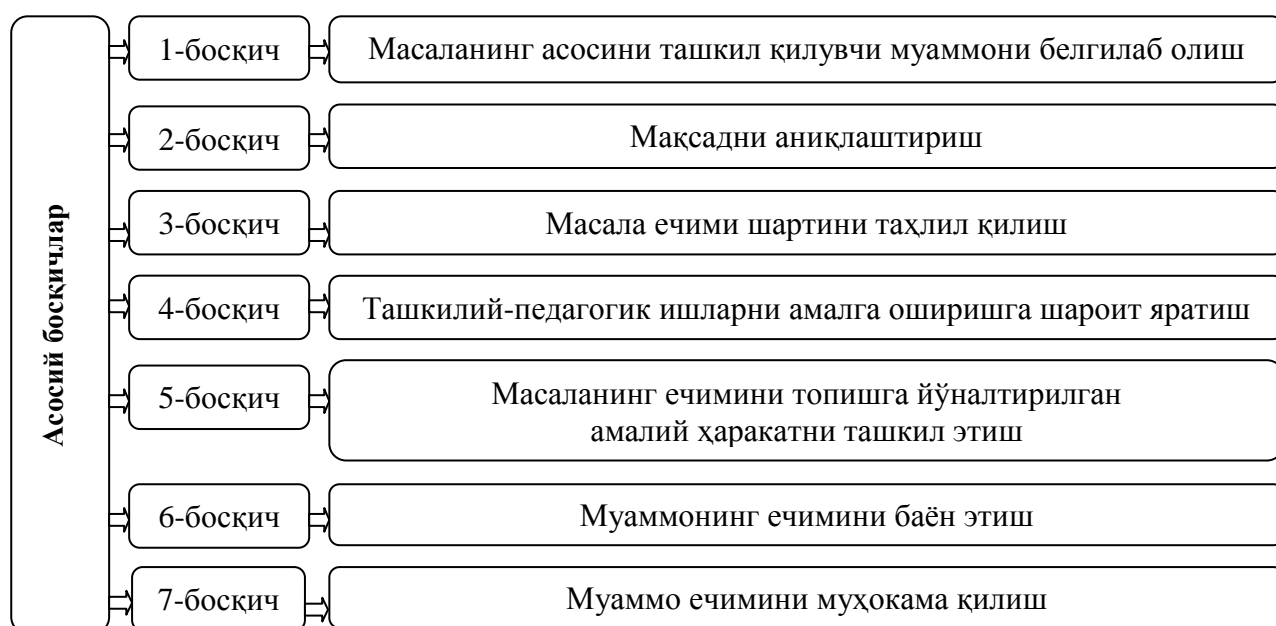 Асосий босқичлар
1-босқич
Масаланинг асосини ташкил қилувчи муаммони белгилаб олиш
2-босқич
Мақсадни аниқлаштириш
3-босқич
Масала ечими шартини таҳлил қилиш
4-босқич
Ташкилий-педагогик ишларни амалга оширишга шароит яратиш
5-босқич
Масаланинг ечимини топишга йўналтирилган
амалий ҳаракатни ташкил этиш
6-босқич
Муаммонинг ечимини баён этиш
7-босқич
Муаммо ечимини муҳокама қилиш